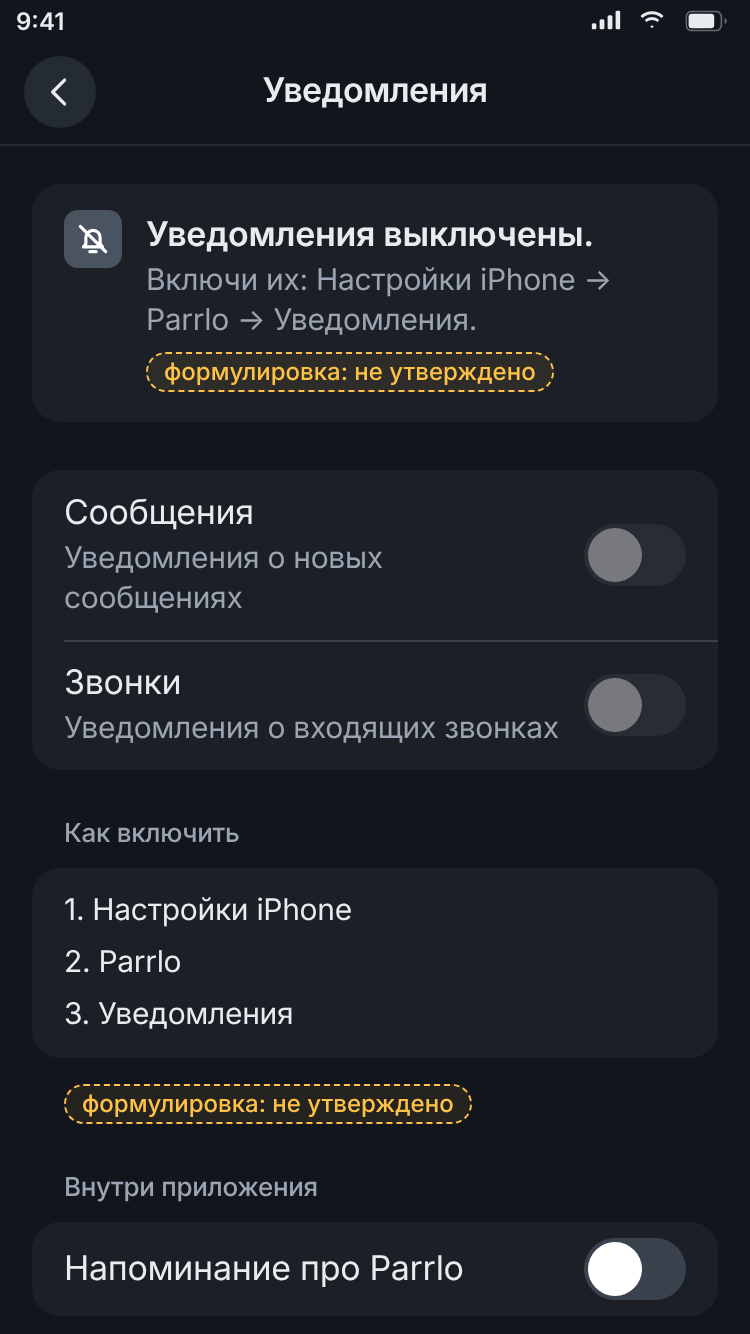 9:41
Уведомления
Уведомления выключены.
Включи их: Настройки iPhone →
Parrlo → Уведомления.
формулировка: не утверждено
Сообщения
Уведомления о новых
сообщениях
Звонки
Уведомления о входящих звонках
Как включить
1. Настройки iPhone
2. Parrlo
3. Уведомления
формулировка: не утверждено
Внутри приложения
Напоминание про Parrlo